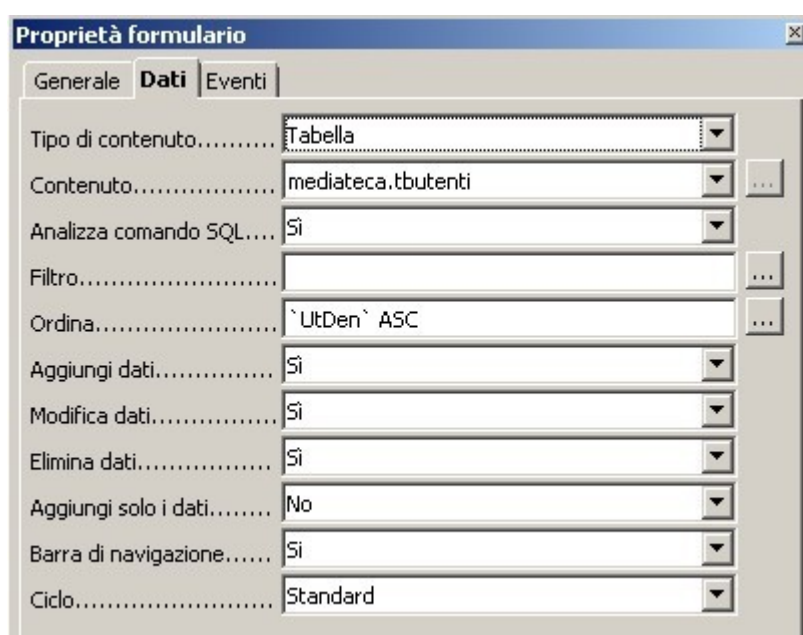 Proprietà formulario
Generale Dati Eventi
Tipo di contenuto.......... Tabella
Contenuto.................. mediateca.tbutenti ...
Analizza comando SQL.... Sì
Filtro......................... ...
Ordina....................... `UtDen` ASC ...
Aggiungi dati............... Sì
Modifica dati................ Sì
Elimina dati................. Sì
Aggiungi solo i dati........ No
Barra di navigazione...... Sì
Ciclo......................... Standard